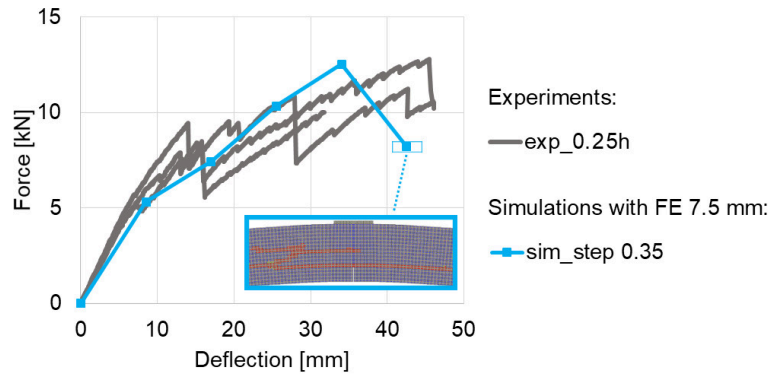 15
10
5
0
Force [kN]
0 10 20 30 40 50
Deflection [mm]
Experiments:
exp_0.25h
Simulations with FE 7.5 mm:
sim_step 0.35